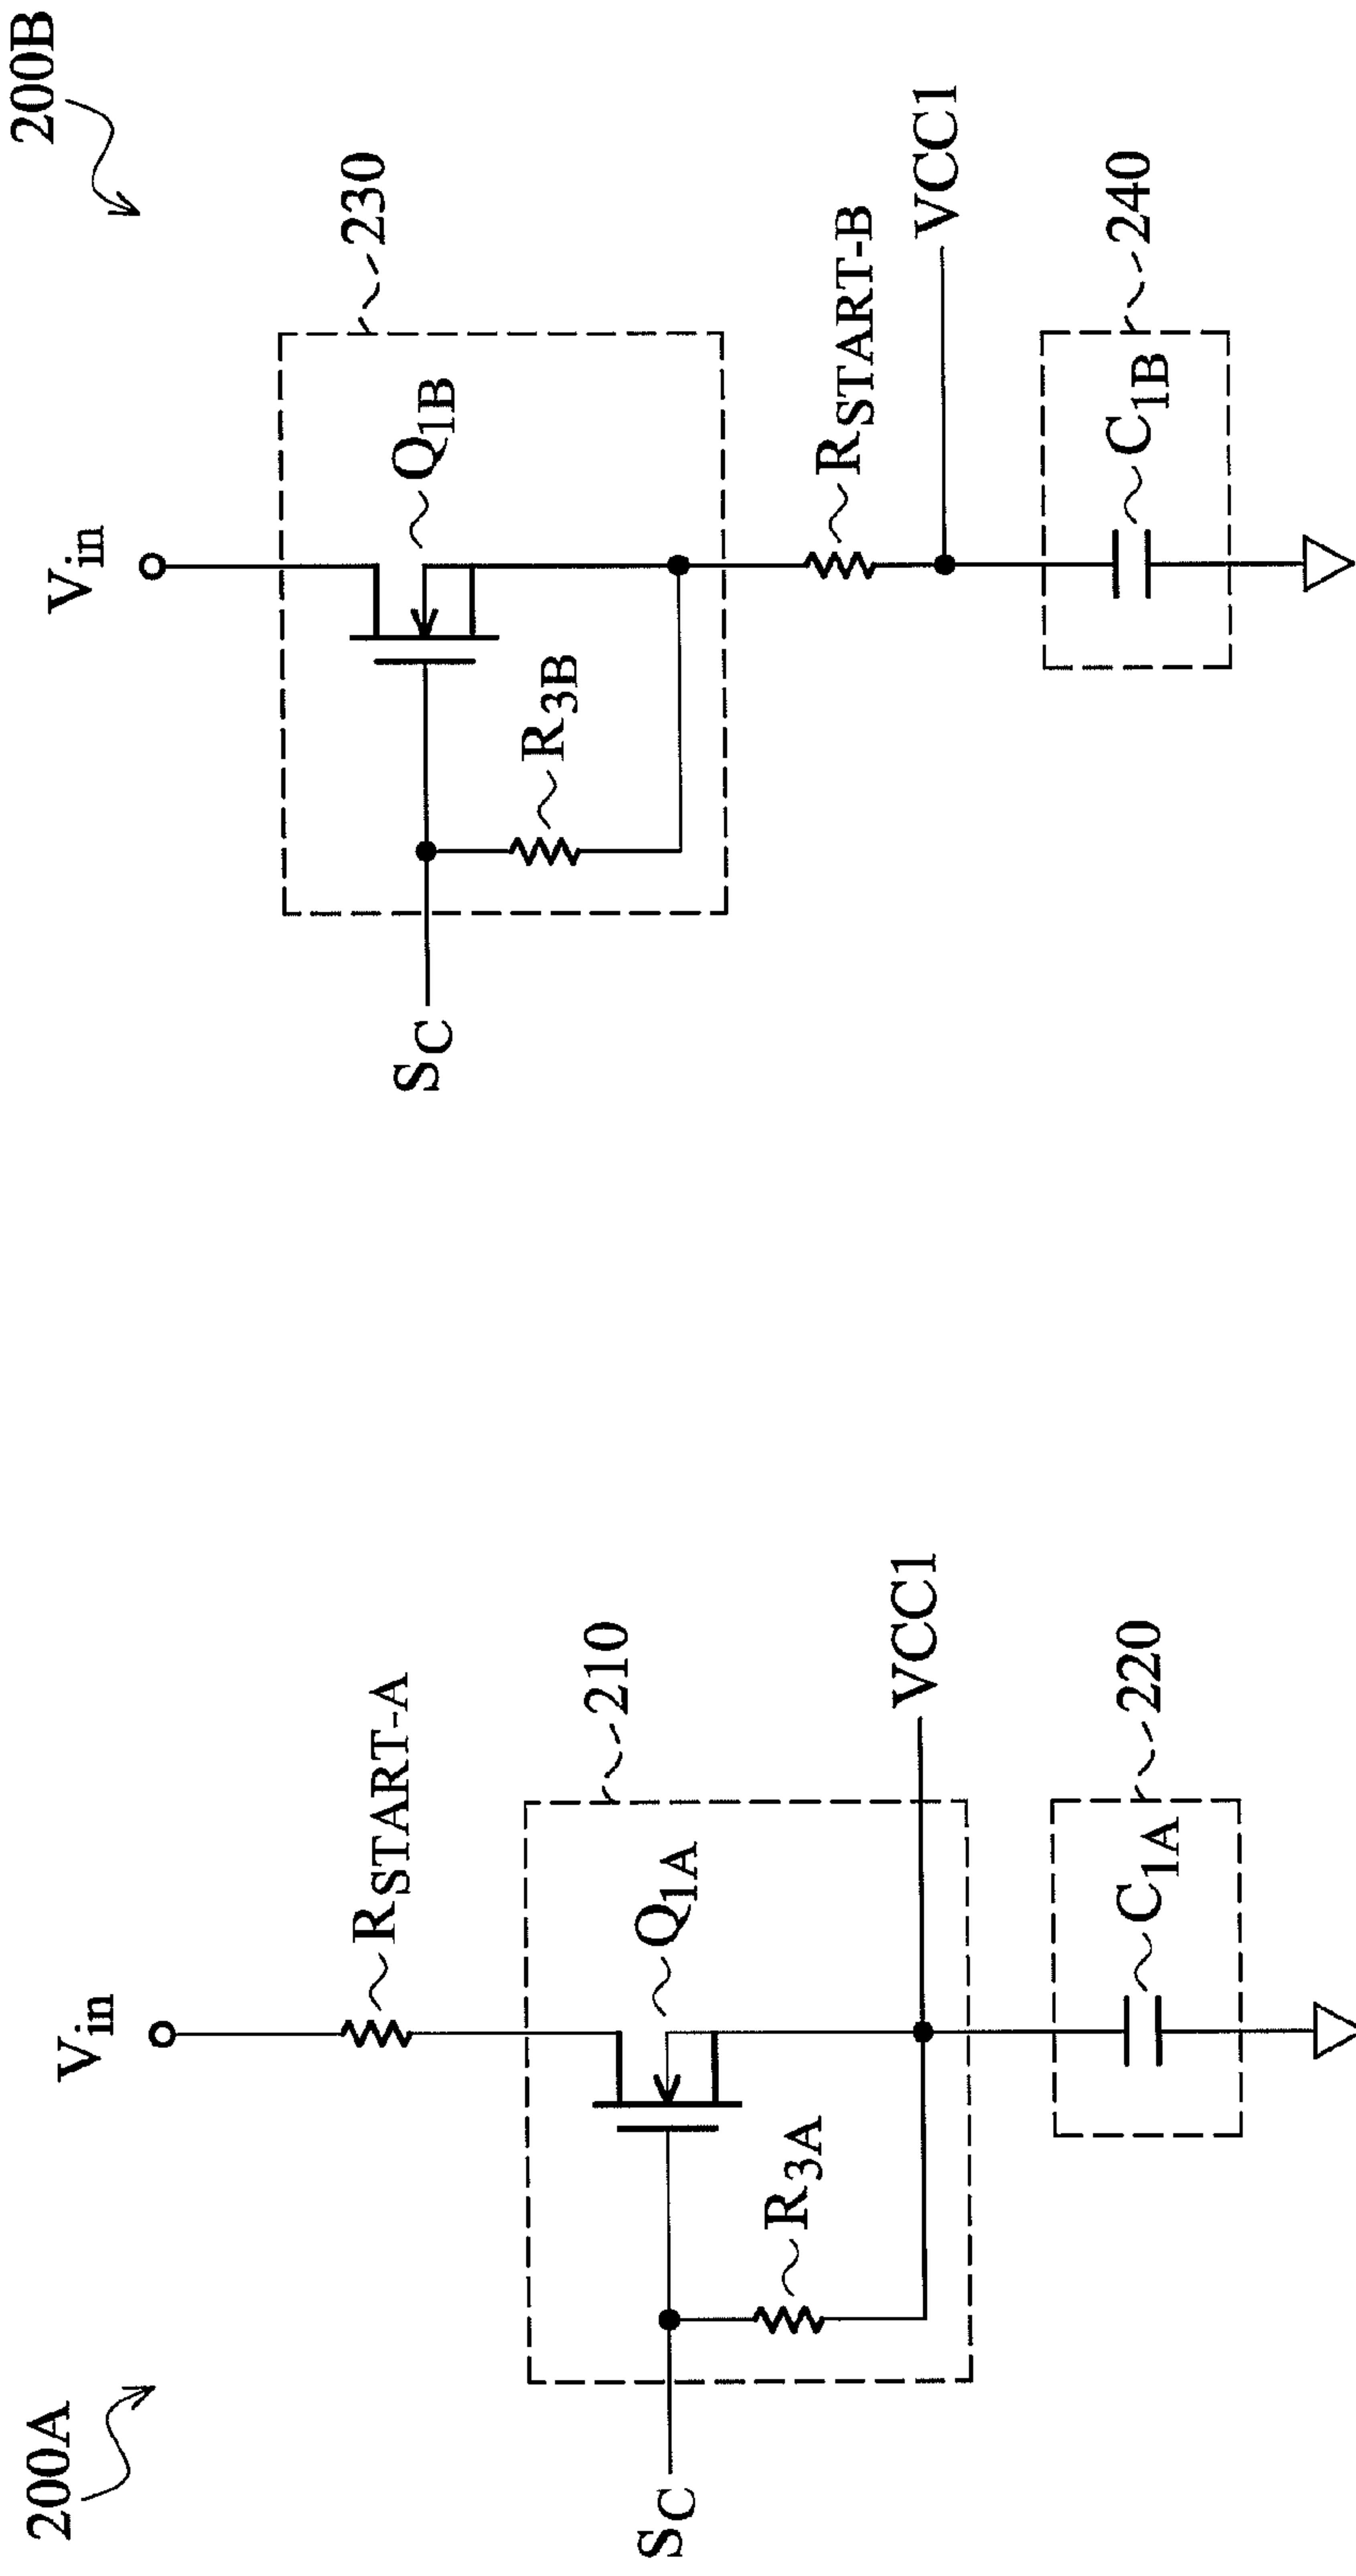 200A
Vin
RSTART-A
210
Q1A
SC
R3A
VCC1
220
C1A
200B
Vin
230
Q1B
SC
R3B
RSTART-B
VCC1
240
C1B